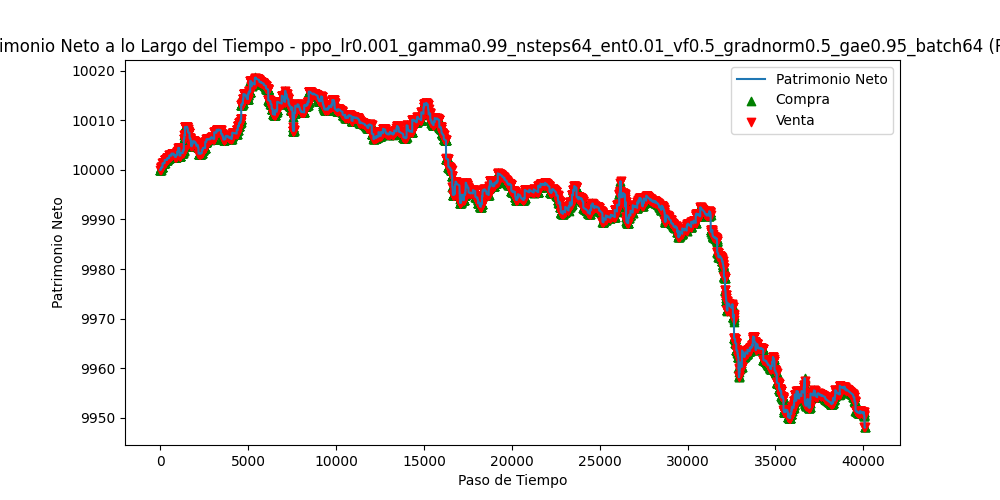 imonio Neto a lo Largo del Tiempo - ppo_lr0.001_gamma0.99_nsteps64_ent0.01_vf0.5_gradnorm0.5_gae0.95_batch64 (F
Patrimonio Neto
Compra
Venta
Patrimonio Neto
10020
10010
10000
9990
9980
9970
9960
9950
0 5000 10000 15000 20000 25000 30000 35000 40000
Paso de Tiempo